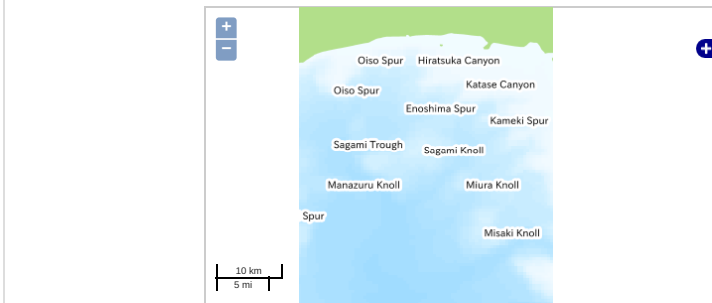 +
−
+
Oiso Spur
Hiratsuka Canyon
Katase Canyon
Oiso Spur
Enoshima Spur
Kameki Spur
Sagami Trough
Sagami Knoll
Manazuru Knoll
Miura Knoll
Spur
Misaki Knoll
10 km
5 mi